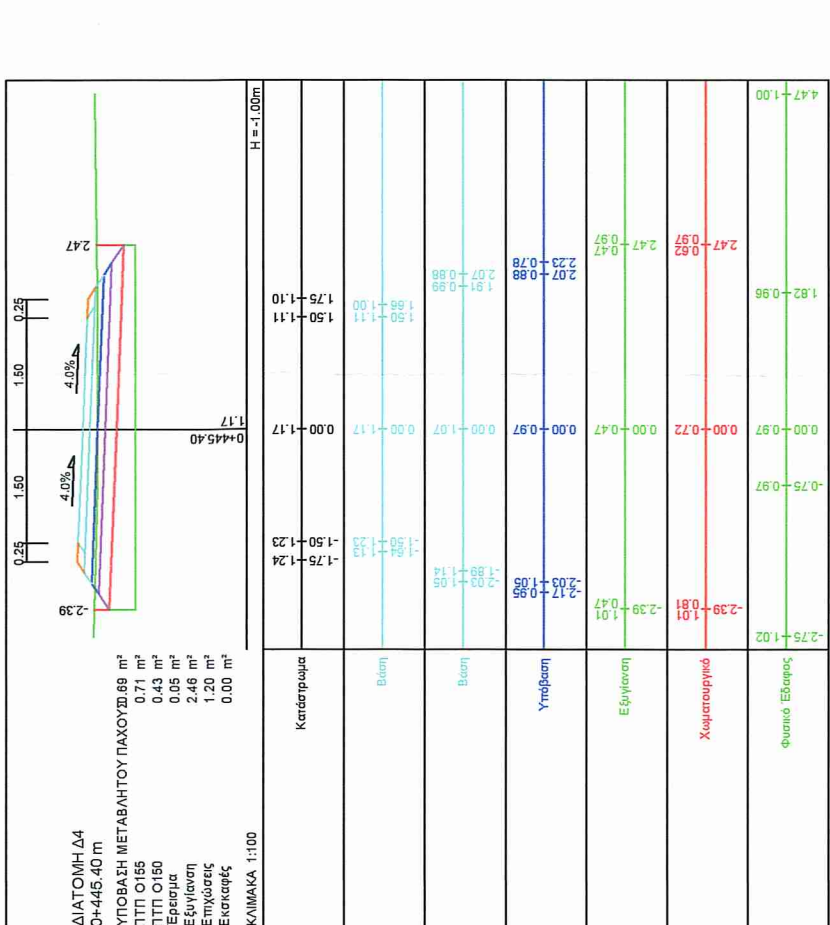 ΔΙΑΤΟΜΗ Δ4
0+445.40 m
ΥΠΟΒΑΣΗ ΜΕΤΑΒΛΗΤΟΥ ΠΑΧΟΥΣ .69 m²
ΠΤΠ Ο155 0.71 m²
ΠΤΠ Ο150 0.43 m²
Ερεισμα 0.05 m²
Εξυγίανση 2.46 m²
Επιχώσεις 1.20 m²
Εκσκαφές 0.00 m²
ΚΛΙΜΑΚΑ 1:100
0.25 1.50 1.50 0.25
4.0% 4.0%
-2.39 2.47
0+445.40
1.17
H = -1.00m
Κατάστρωμα
1.24 1.23 1.17 1.11 1.10
-1.75 -1.50 0.00 1.50 1.75
Βάση
1.13 1.23 1.17 1.11 1.00
-1.64 -1.50 0.00 1.50 1.66
Βάση
1.05 1.14 1.07 0.99 0.88
-2.03 -1.89 0.00 1.91 2.07
Υπόβαση
0.95 1.05 0.97 0.88 0.78
-2.17 -2.03 0.00 2.07 2.23
Εξυγίανση
1.01 0.47 0.47 0.47 0.97
-2.39 0.00 2.47
Χωματουργικό
1.01 0.81 0.72 0.62 0.97
-2.39 0.00 2.47
Φυσικό Έδαφος
1.02 0.97 0.97 0.96 1.00
-2.75 -0.75 0.00 1.82 4.47